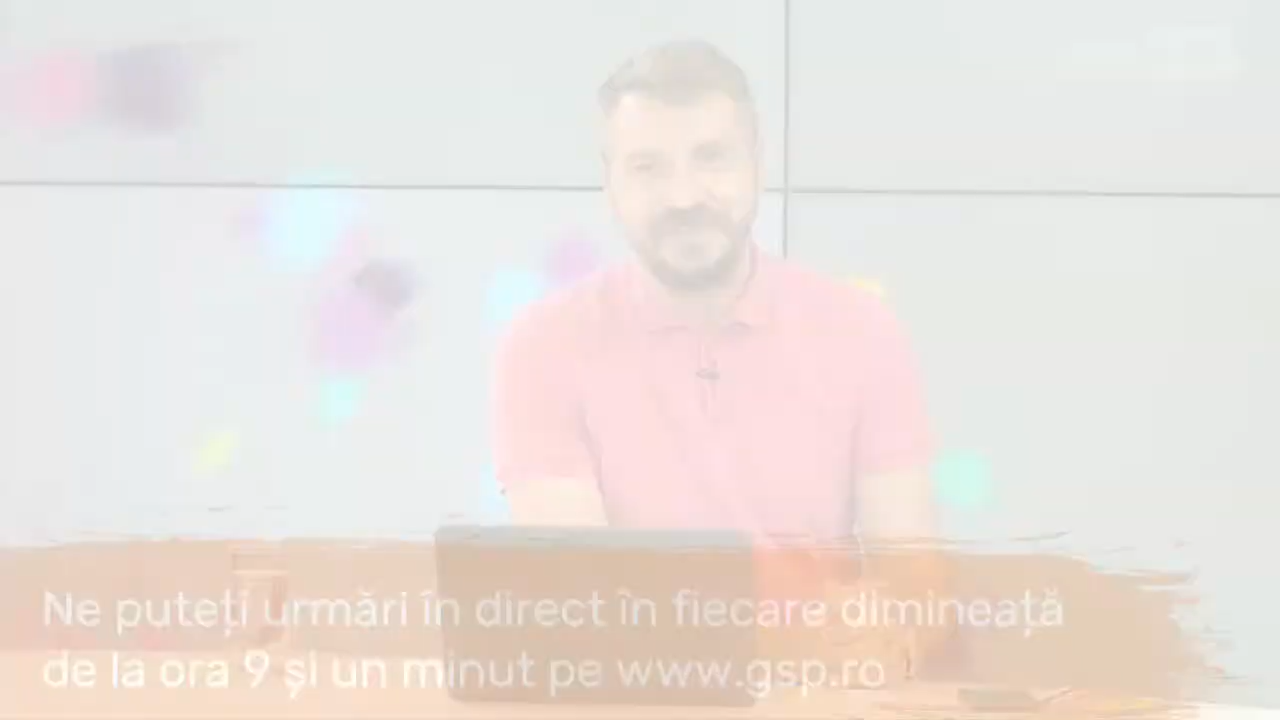 Ne puteți urmări în direct în fiecare dimineață
de la ora 9 și un minut pe www.gsp.ro